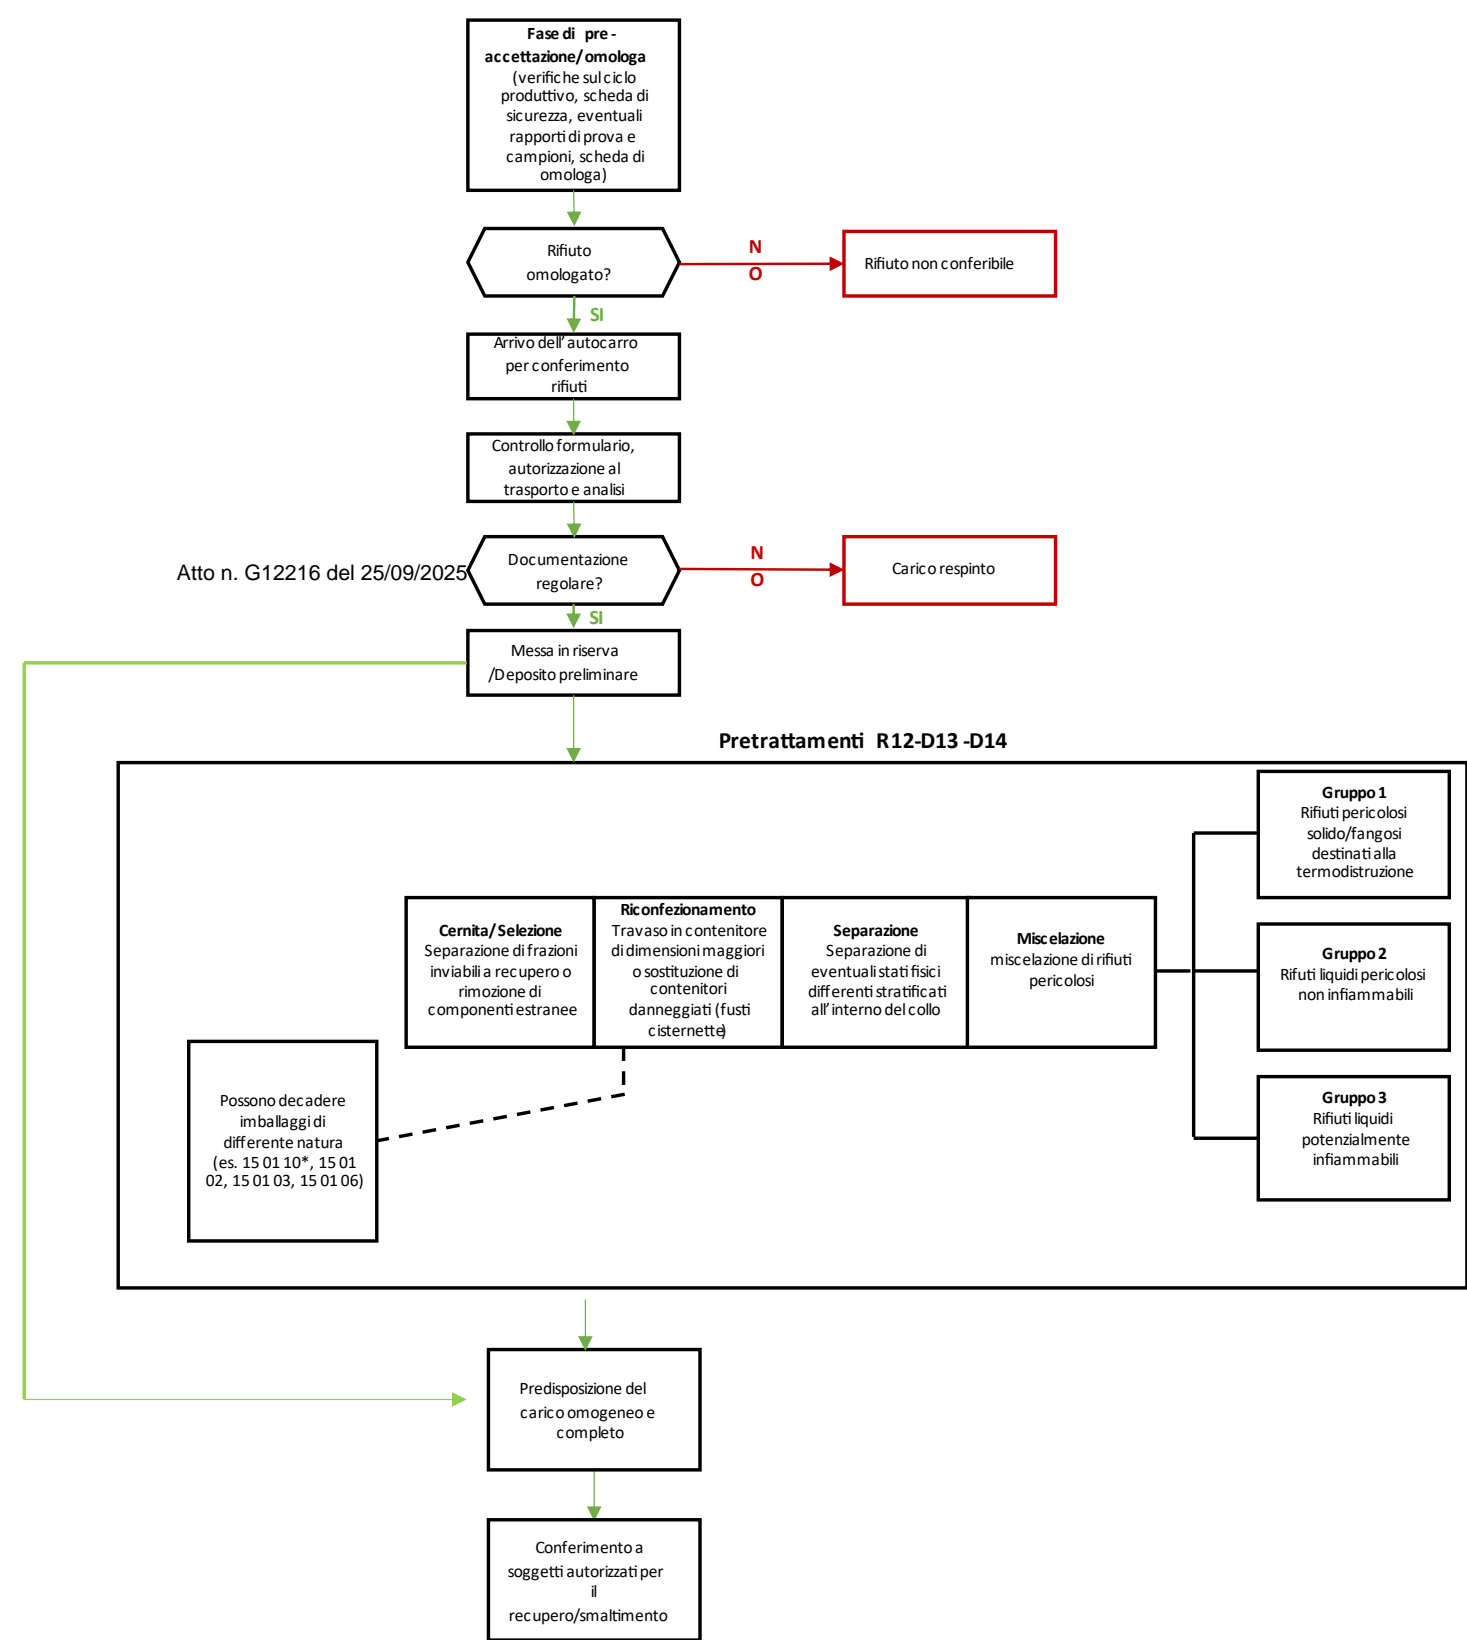 Fase di pre -
accettazione/omologa
(verifiche sul ciclo
produttivo, scheda di
sicurezza, eventuali
rapporti di prova e
campioni, scheda di
omologa)
Rifiuto
omologato?
N
O
Rifiuto non conferibile
SI
Arrivo dell'autocarro
per conferimento
rifiuti
Controllo formulario,
autorizzazione al
trasporto e analisi
Atto n. G12216 del 25/09/2025
Documentazione
regolare?
N
O
Carico respinto
SI
Messa in riserva
/Deposito preliminare
Pretrattamenti R12-D13 -D14
Cernita/Selezione
Separazione di frazioni
inviabili a recupero o
rimozione di
componenti estranee
Riconfezionamento
Travaso in contenitore
di dimensioni maggiori
o sostituzione di
contenitori
danneggiati (fusti
cisternette)
Separazione
Separazione di
eventuali stati fisici
differenti stratificati
all'interno del collo
Miscelazione
miscelazione di rifiuti
pericolosi
Gruppo 1
Rifiuti pericolosi
solido/fangosi
destinati alla
termodistruzione
Gruppo 2
Rifuti liquidi pericolosi
non infiammabili
Gruppo 3
Rifiuti liquidi
potenzialmente
infiammabili
Possono decadere
imballaggi di
differente natura
(es. 15 01 10*, 15 01
02, 15 01 03, 15 01 06)
Predisposizione del
carico omogeneo e
completo
Conferimento a
soggetti autorizzati per
il
recupero/smaltimento